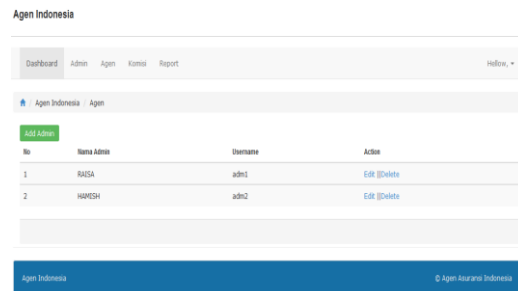 Agen Indonesia
Dashboard Admin Agen Komisi Report Hellow,
/ Agen Indonesia / Agen
Add Admin
No Nama Admin Username Action
1 RAISA adm1 Edit ||Delete
2 HAMISH adm2 Edit ||Delete
Agen Indonesia © Agen Asuransi Indonesia